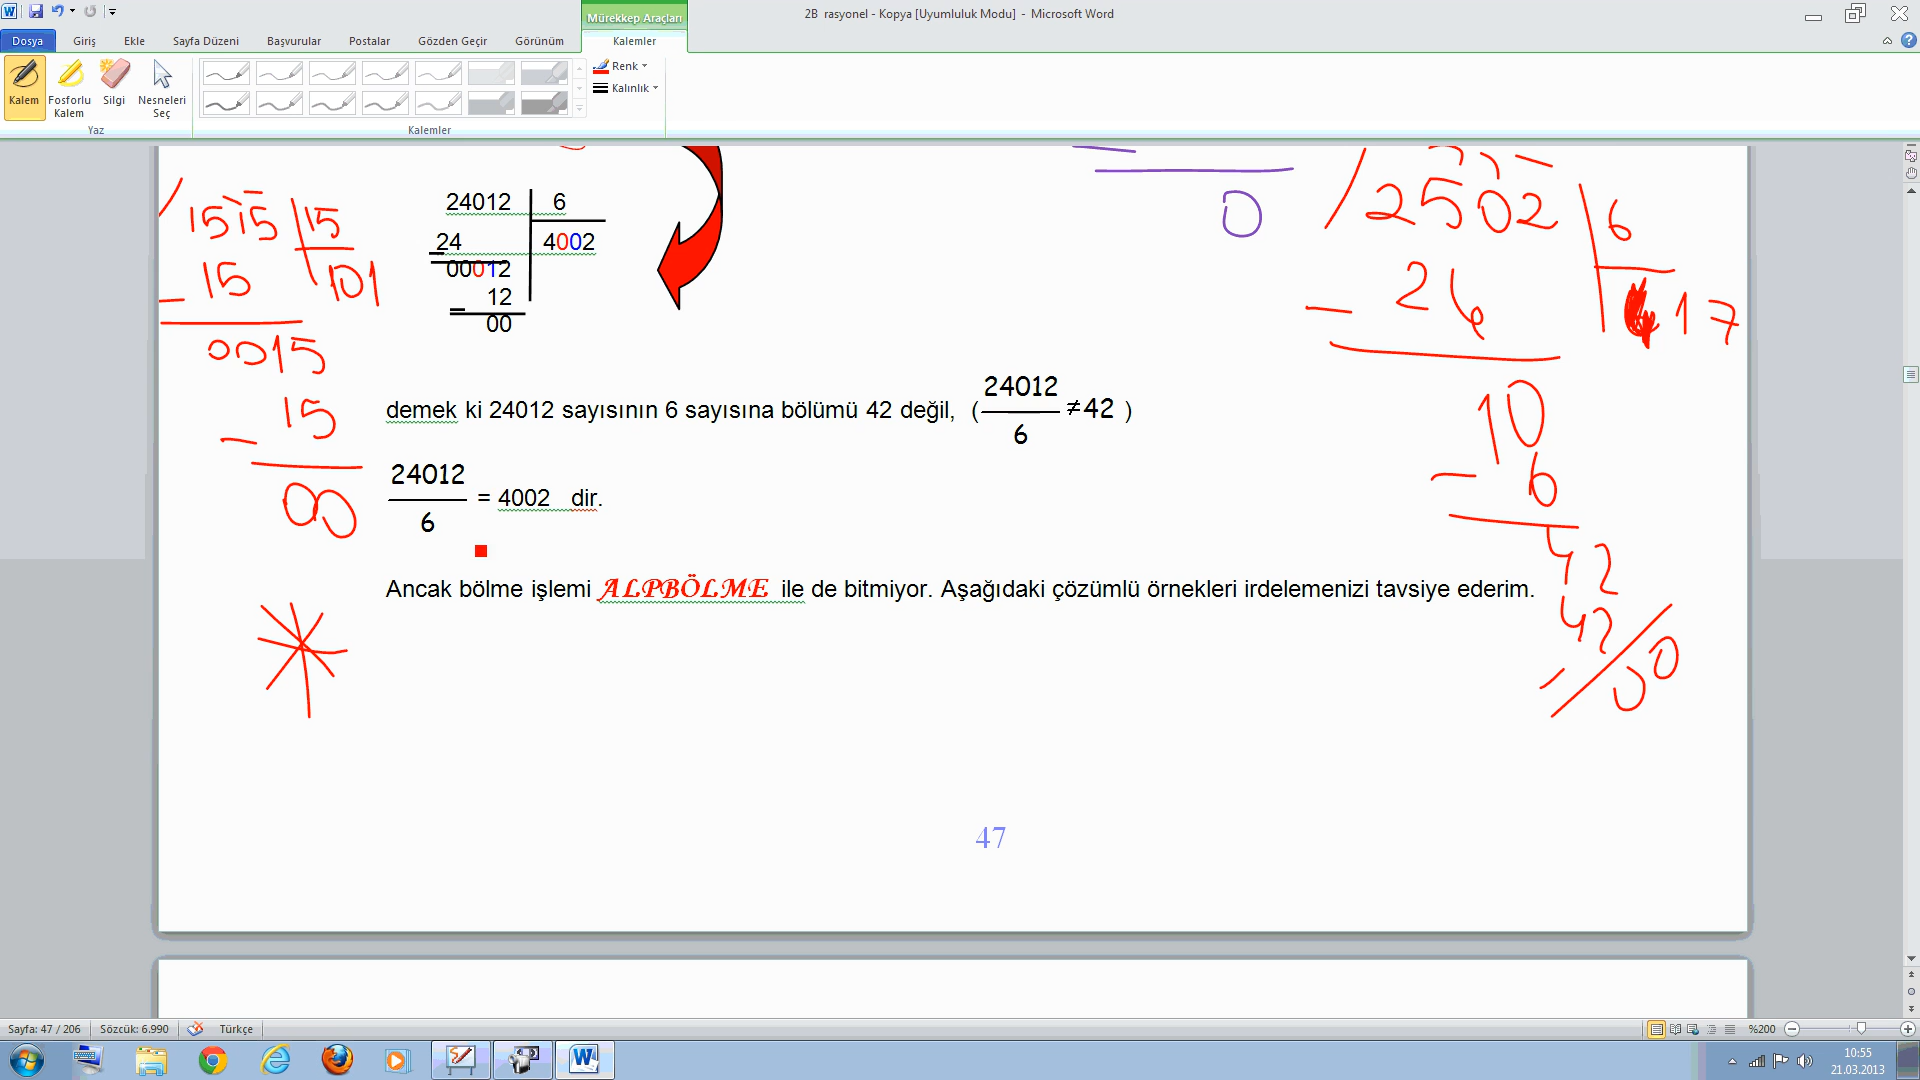 2B rasyonel - Kopya [Uyumluluk Modu] - Microsoft Word
Mürekkep Araçları
Dosya Giriş Ekle Sayfa Düzeni Başvurular Postalar Gözden Geçir Görünüm Kalemler
Kalem
Fosforlu Kalem
Silgi
Nesneleri Seç
Renk
Kalınlık
Yaz
Kalemler
1515 15
15 101
0015
15
00
24012 6
24 4002
00012
12
00
0
2502 6
24 417
10
6
42
42
00
demek ki 24012 sayısının 6 sayısına bölümü 42 değil, ( 24012 / 6 ≠ 42 )
24012 / 6 = 4002 dir.
Ancak bölme işlemi ALPBÖLME ile de bitmiyor. Aşağıdaki çözümlü örnekleri irdelemenizi tavsiye ederim.
47
Sayfa: 47 / 206 Sözcük: 6.990 Türkçe
%200
10:55
21.03.2013